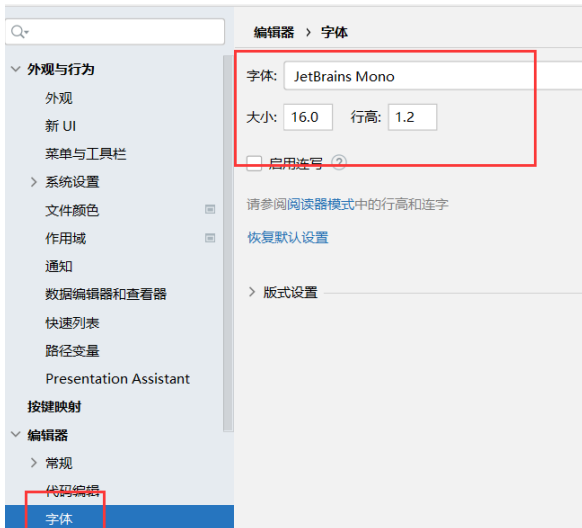 编辑器 › 字体
外观与行为
外观
新 UI
菜单与工具栏
系统设置
文件颜色
作用域
通知
数据编辑器和查看器
快速列表
路径变量
Presentation Assistant
按键映射
编辑器
常规
代码编辑
字体
字体: JetBrains Mono
大小: 16.0 行高: 1.2
启用连写 ?
请参阅阅读器模式中的行高和连字
恢复默认设置
版式设置